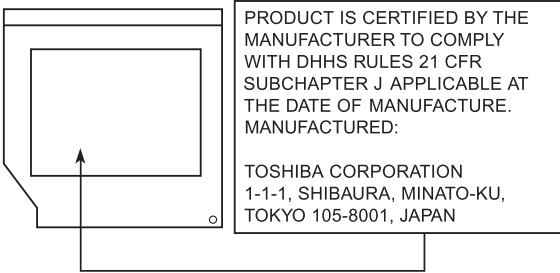 PRODUCT IS CERTIFIED BY THE
MANUFACTURER TO COMPLY
WITH DHHS RULES 21 CFR
SUBCHAPTER J APPLICABLE AT
THE DATE OF MANUFACTURE.
MANUFACTURED:
TOSHIBA CORPORATION
1-1-1, SHIBAURA, MINATO-KU,
TOKYO 105-8001, JAPAN